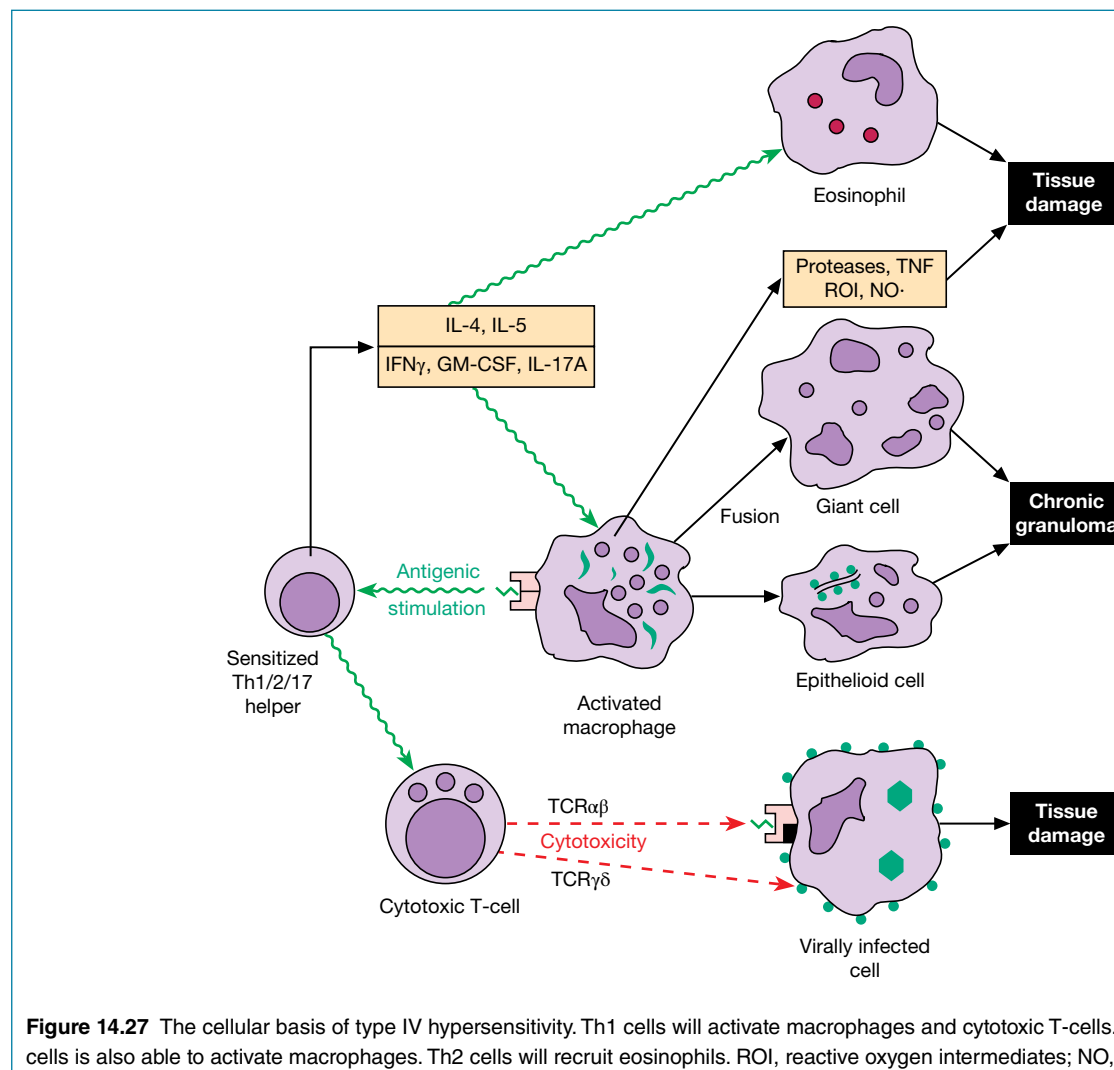 Eosinophil
Tissue
damage
Proteases, TNF
ROI, NO·
IL-4, IL-5
IFNγ, GM-CSF, IL-17A
Giant cell
Fusion
Chronic
granuloma
Antigenic
stimulation
Sensitized
Th1/2/17
helper
Activated
macrophage
Epithelioid cell
TCRαβ
Cytotoxicity
TCRγδ
Cytotoxic T-cell
Virally infected
cell
Tissue
damage
Figure 14.27 The cellular basis of type IV hypersensitivity. Th1 cells will activate macrophages and cytotoxic T-cells.
cells is also able to activate macrophages. Th2 cells will recruit eosinophils. ROI, reactive oxygen intermediates; NO,